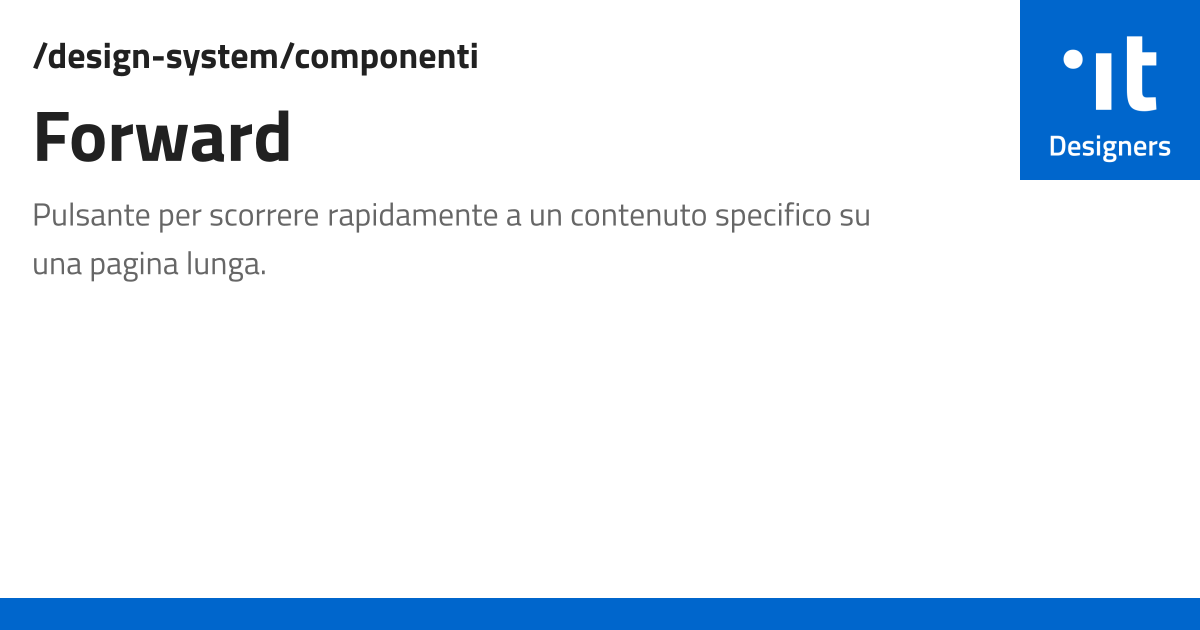 /design-system/componenti
Forward
Pulsante per scorrere rapidamente a un contenuto specifico su
una pagina lunga.
it
Designers